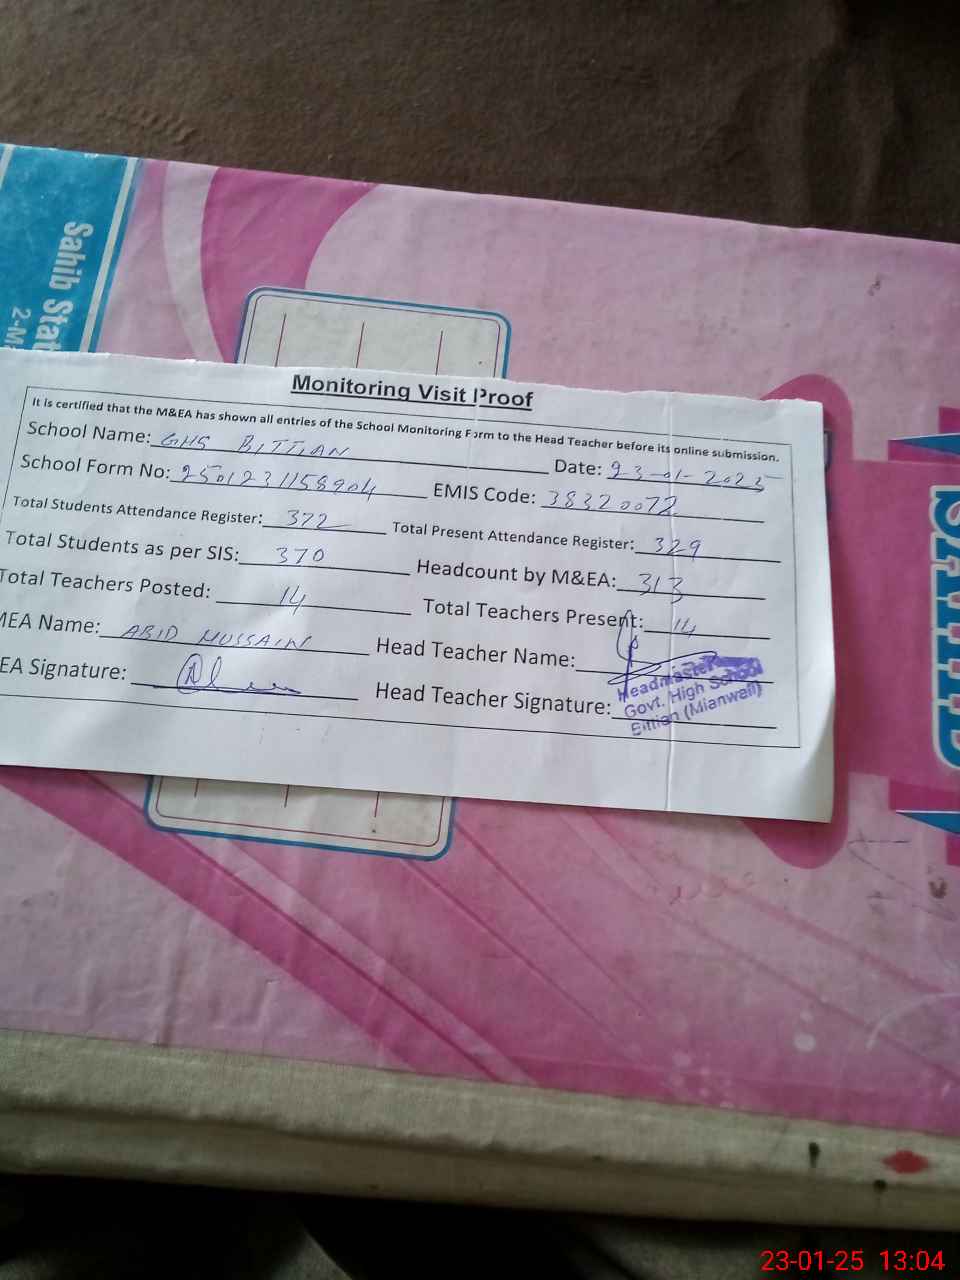 Sahib Stat
2-Ma
Monitoring Visit Proof
It is certified that the M&EA has shown all entries of the School Monitoring Form to the Head Teacher before its online submission.
School Name: GHS BITTIAN Date: 23-01-2025
School Form No: 2501231158904 EMIS Code: 38320072
Total Students Attendance Register: 372 Total Present Attendance Register: 329
Total Students as per SIS: 370 Headcount by M&EA: 313
Total Teachers Posted: 14 Total Teachers Present: 14
MEA Name: ABID HUSSAIN Head Teacher Name:
EA Signature: Head Teacher Signature:
Headmaster
Govt. High School
(Mianwali)
23-01-25 13:04